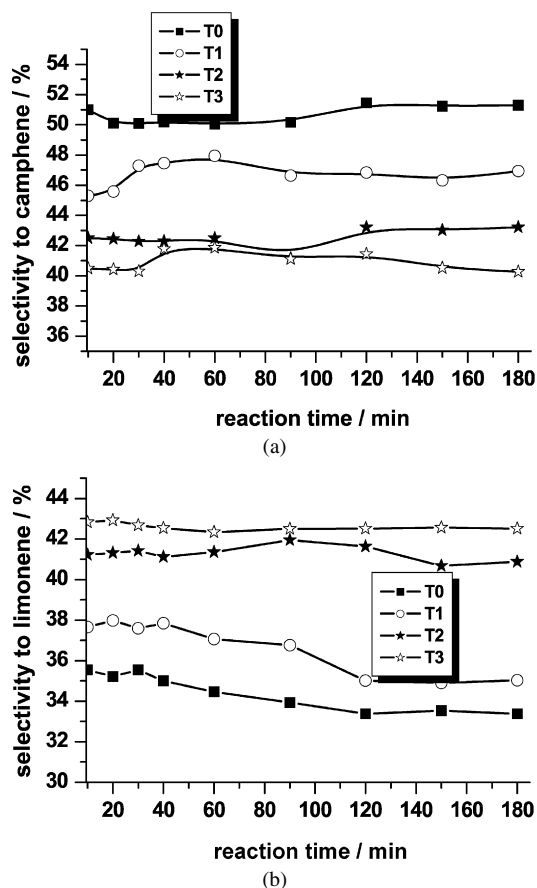 T0
T1
T2
T3
selectivity to camphene / %
54
52
50
48
46
44
42
40
38
36
20 40 60 80 100 120 140 160 180
reaction time / min
(a)
selectivity to limonene / %
44
42
40
38
36
34
32
30
T0
T1
T2
T3
20 40 60 80 100 120 140 160 180
reaction time / min
(b)